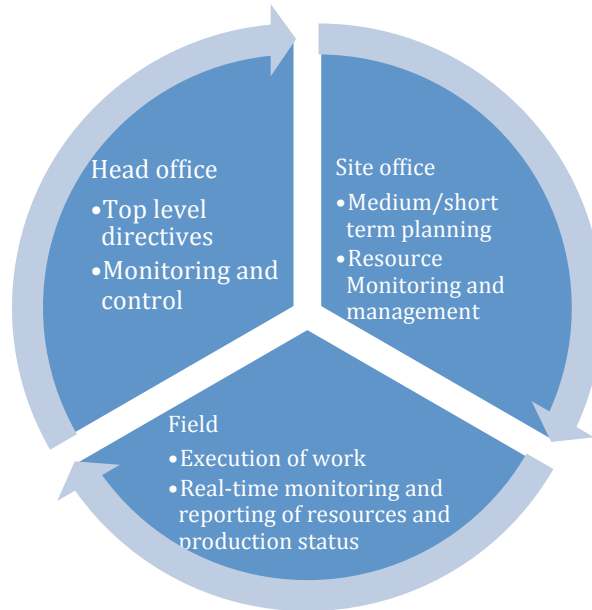 Head office
•Top level
directives
•Monitoring and
control
Site office
•Medium/short
term planning
•Resource
Monitoring and
management
Field
•Execution of work
•Real-time monitoring and
reporting of resources and
production status